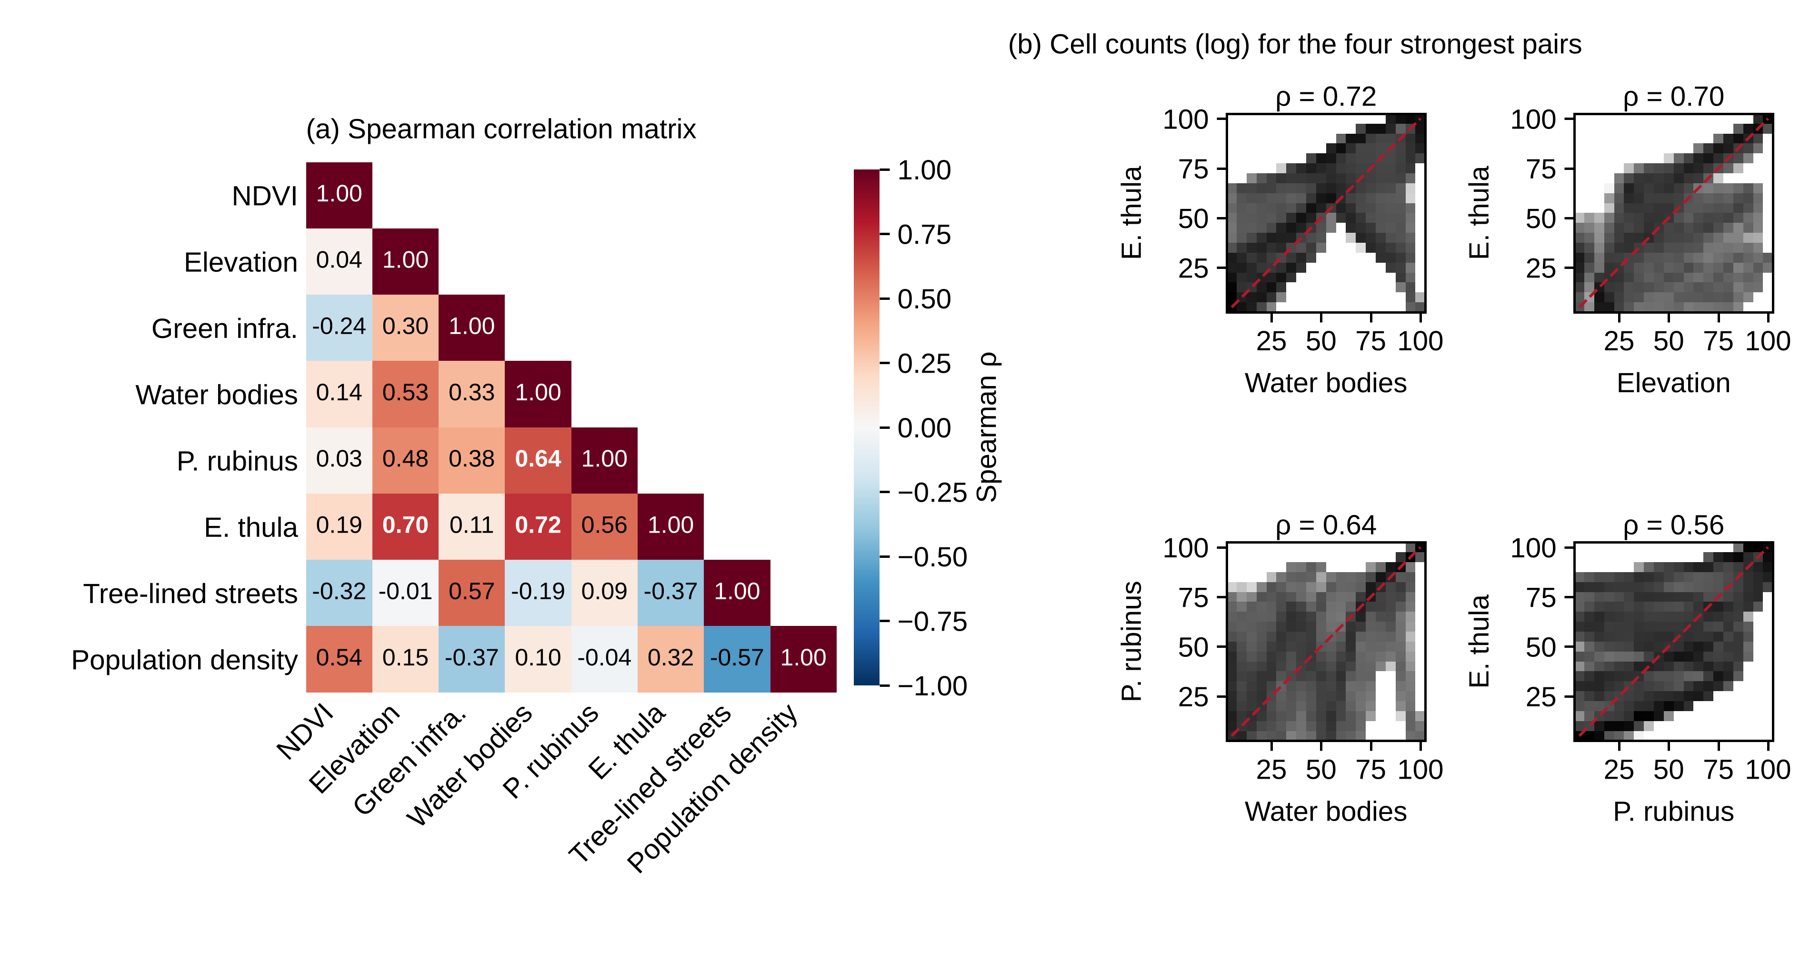 (b) Cell counts (log) for the four strongest pairs
(a) Spearman correlation matrix
NDVI 1.00
Elevation 0.04 1.00
Green infra. -0.24 0.30 1.00
Water bodies 0.14 0.53 0.33 1.00
P. rubinus 0.03 0.48 0.38 0.64 1.00
E. thula 0.19 0.70 0.11 0.72 0.56 1.00
Tree-lined streets -0.32 -0.01 0.57 -0.19 0.09 -0.37 1.00
Population density 0.54 0.15 -0.37 0.10 -0.04 0.32 -0.57 1.00
NDVI
Elevation
Green infra.
Water bodies
P. rubinus
E. thula
Tree-lined streets
Population density
1.00
0.75
0.50
0.25
0.00
−0.25
−0.50
−0.75
−1.00
Spearman ρ
ρ = 0.72
E. thula
100
75
50
25
25 50 75 100
Water bodies
ρ = 0.70
E. thula
100
75
50
25
25 50 75 100
Elevation
ρ = 0.64
P. rubinus
100
75
50
25
25 50 75 100
Water bodies
ρ = 0.56
E. thula
100
75
50
25
25 50 75 100
P. rubinus